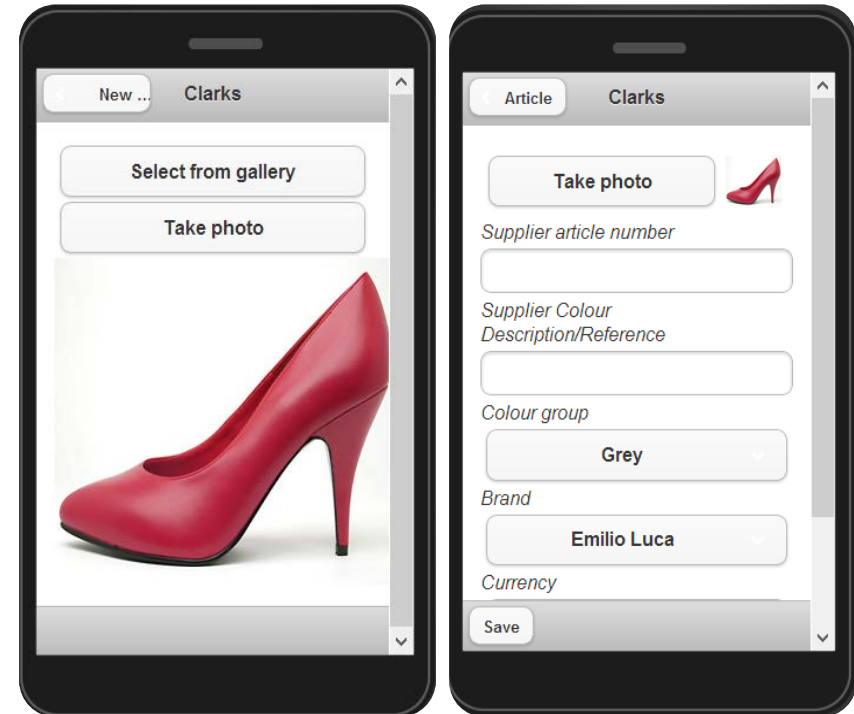 New ...
Clarks
Select from gallery
Take photo
Article
Clarks
Take photo
Supplier article number
Supplier Colour
Description/Reference
Colour group
Grey
Brand
Emilio Luca
Currency
Save